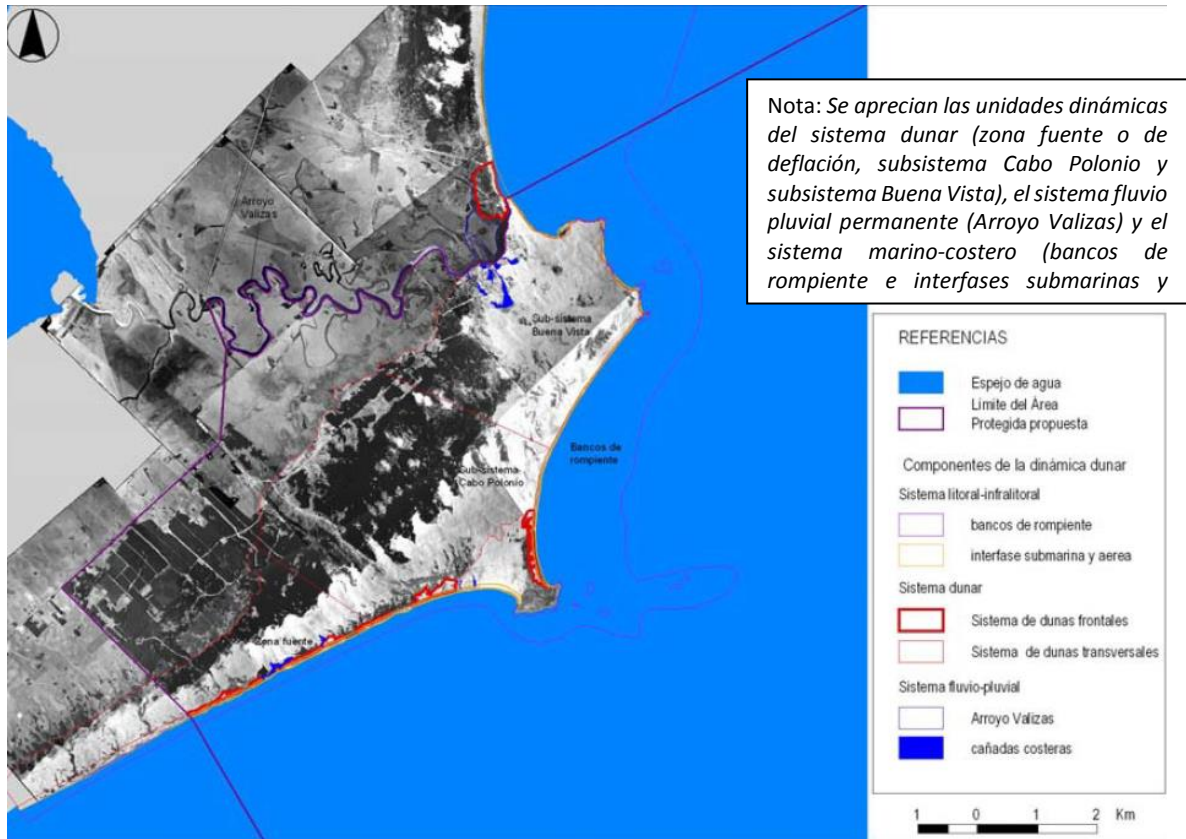 Nota: Se aprecian las unidades dinámicas
del sistema dunar (zona fuente o de
deflación, subsistema Cabo Polonio y
subsistema Buena Vista), el sistema fluvio
pluvial permanente (Arroyo Valizas) y el
sistema marino-costero (bancos de
rompiente e interfases submarinas y
Arroyo
Valizas
Sub-sistema
Buena Vista
Bancos de
rompiente
Sub-sistema
Cabo Polonio
Zona fuente
REFERENCIAS
Espejo de agua
Límite del Área
Protegida propuesta
Componentes de la dinámica dunar
Sistema litoral-infralitoral
bancos de rompiente
interfase submarina y aerea
Sistema dunar
Sistema de dunas frontales
Sistema de dunas transversales
Sistema fluvio-pluvial
Arroyo Valizas
cañadas costeras
1 0 1 2 Km